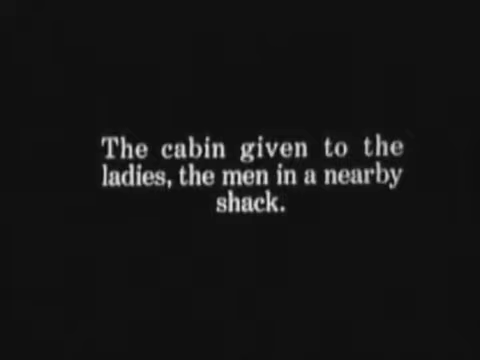 The cabin given to the
ladies, the men in a nearby
shack.